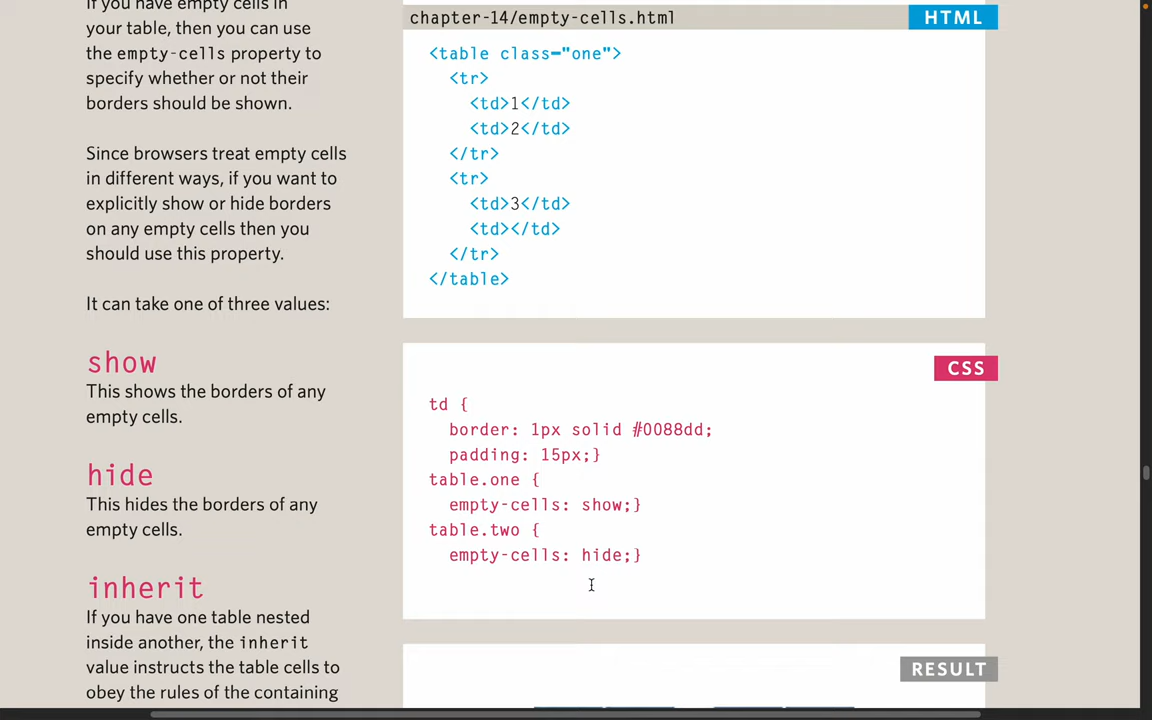 If you have empty cells in
your table, then you can use
the empty-cells property to
specify whether or not their
borders should be shown.
Since browsers treat empty cells
in different ways, if you want to
explicitly show or hide borders
on any empty cells then you
should use this property.
It can take one of three values:
show
This shows the borders of any
empty cells.
hide
This hides the borders of any
empty cells.
inherit
If you have one table nested
inside another, the inherit
value instructs the table cells to
obey the rules of the containing
chapter-14/empty-cells.html
HTML
<table class="one">
<tr>
<td>1</td>
<td>2</td>
</tr>
<tr>
<td>3</td>
<td></td>
</tr>
</table>
CSS
td {
border: 1px solid #0088dd;
padding: 15px;}
table.one {
empty-cells: show;}
table.two {
empty-cells: hide;}
RESULT